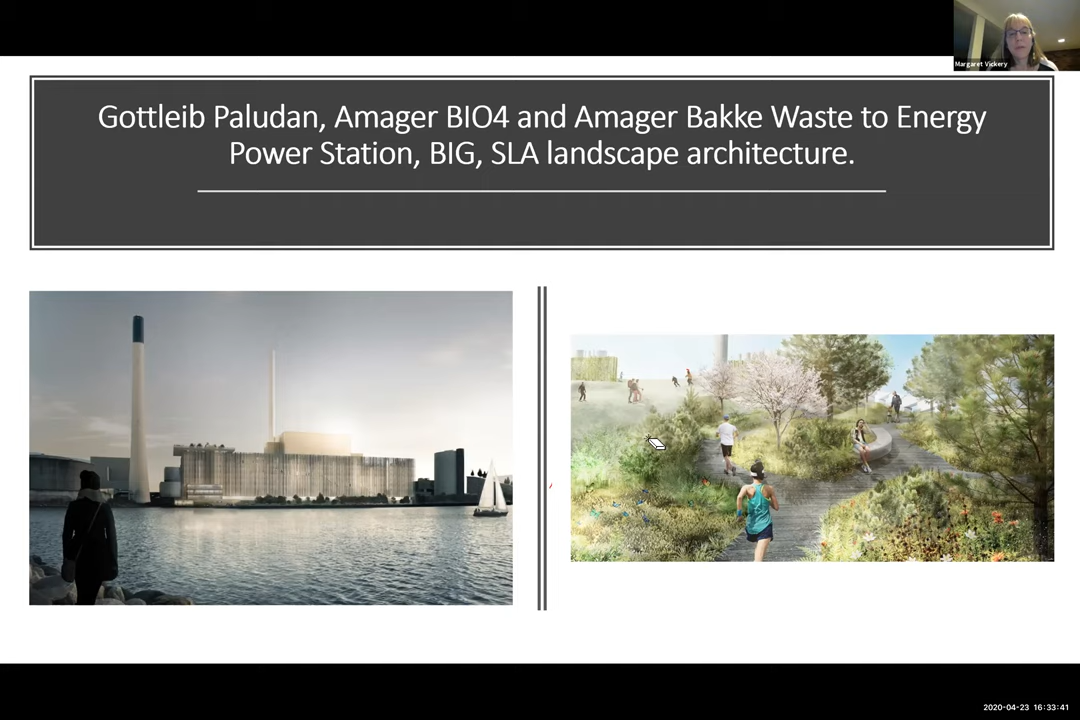 Margaret Vickery
Gottleib Paludan, Amager BIO4 and Amager Bakke Waste to Energy
Power Station, BIG, SLA landscape architecture.
2020-04-23 16:33:41